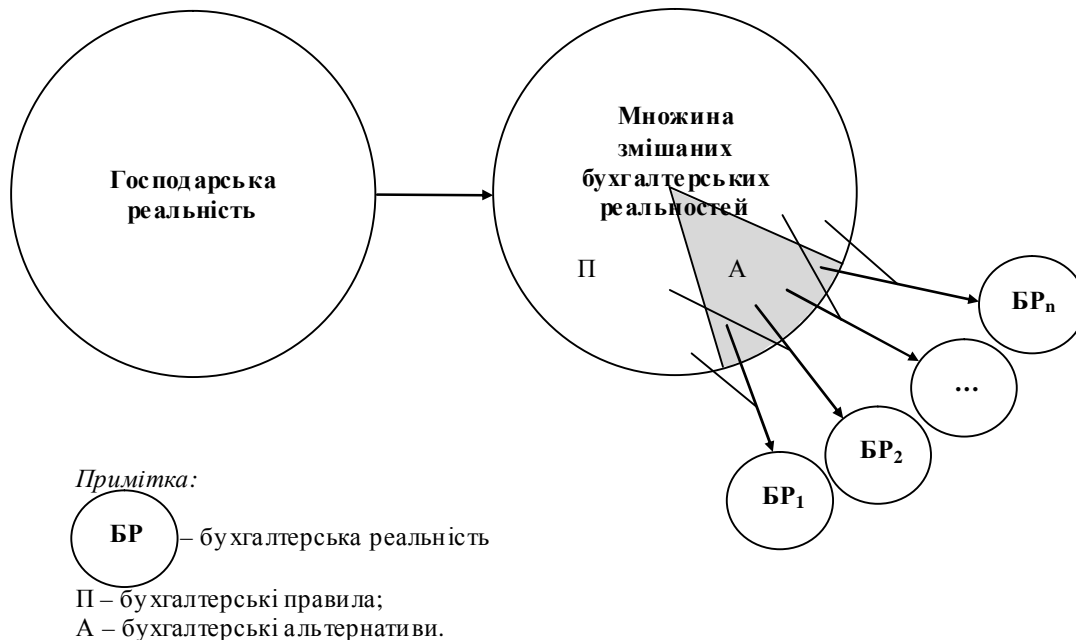 Господарська
реальність
Множина
змішаних
бухгалтерських
реальностей
П
А
БРn
...
БР2
БР1
Примітка:
БР – бухгалтерська реальність
П – бухгалтерські правила;
А – бухгалтерські альтернативи.